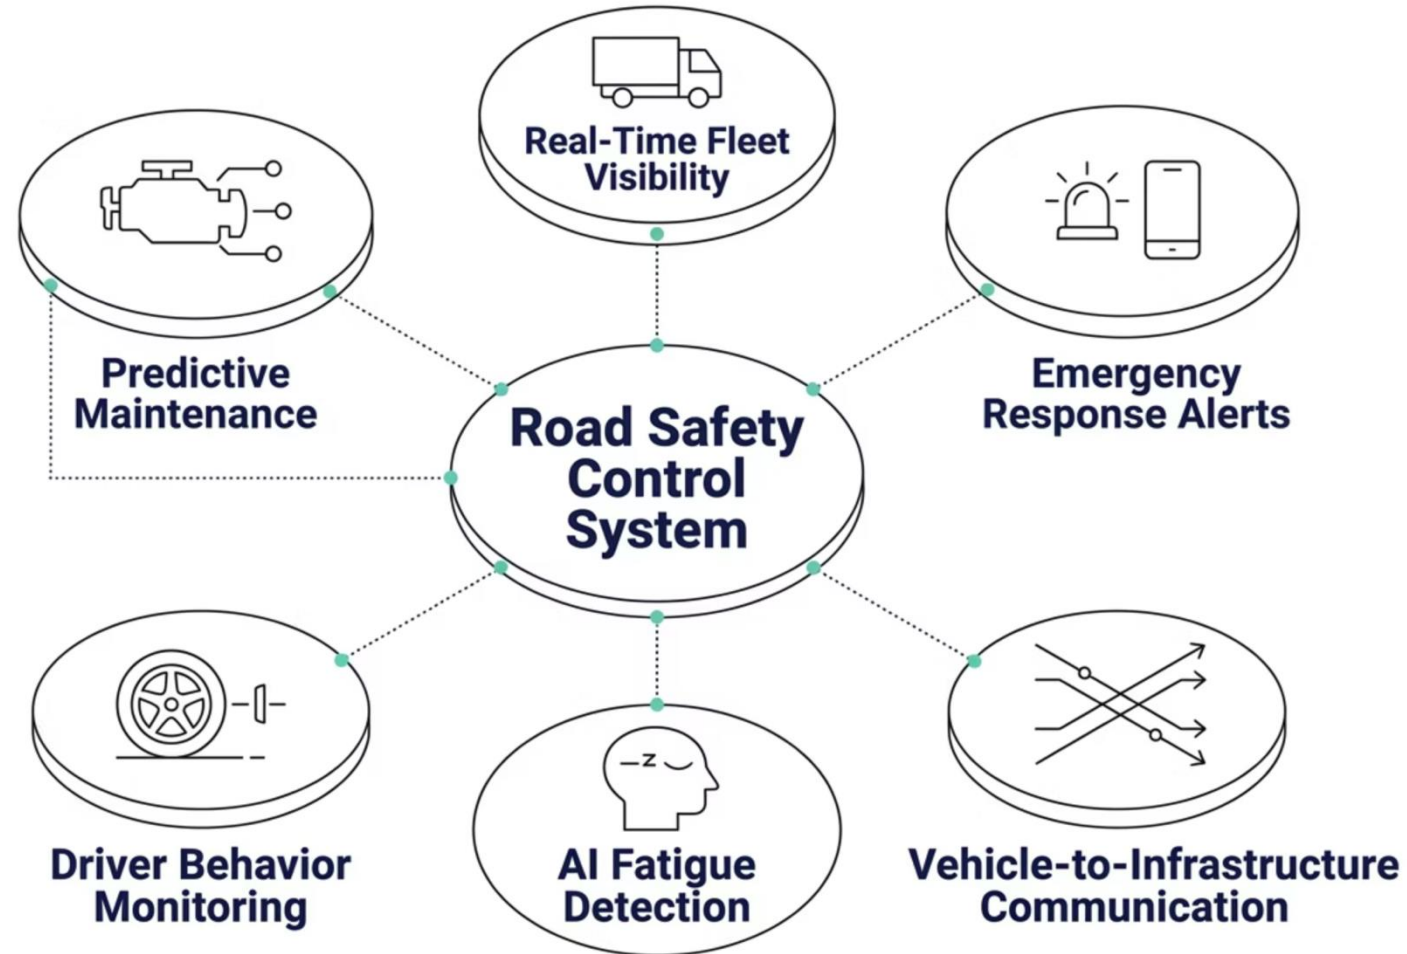 Real-Time Fleet
Visibility
Predictive
Maintenance
Emergency
Response Alerts
Road Safety
Control
System
z
Driver Behavior
Monitoring
AI Fatigue
Detection
Vehicle-to-Infrastructure
Communication